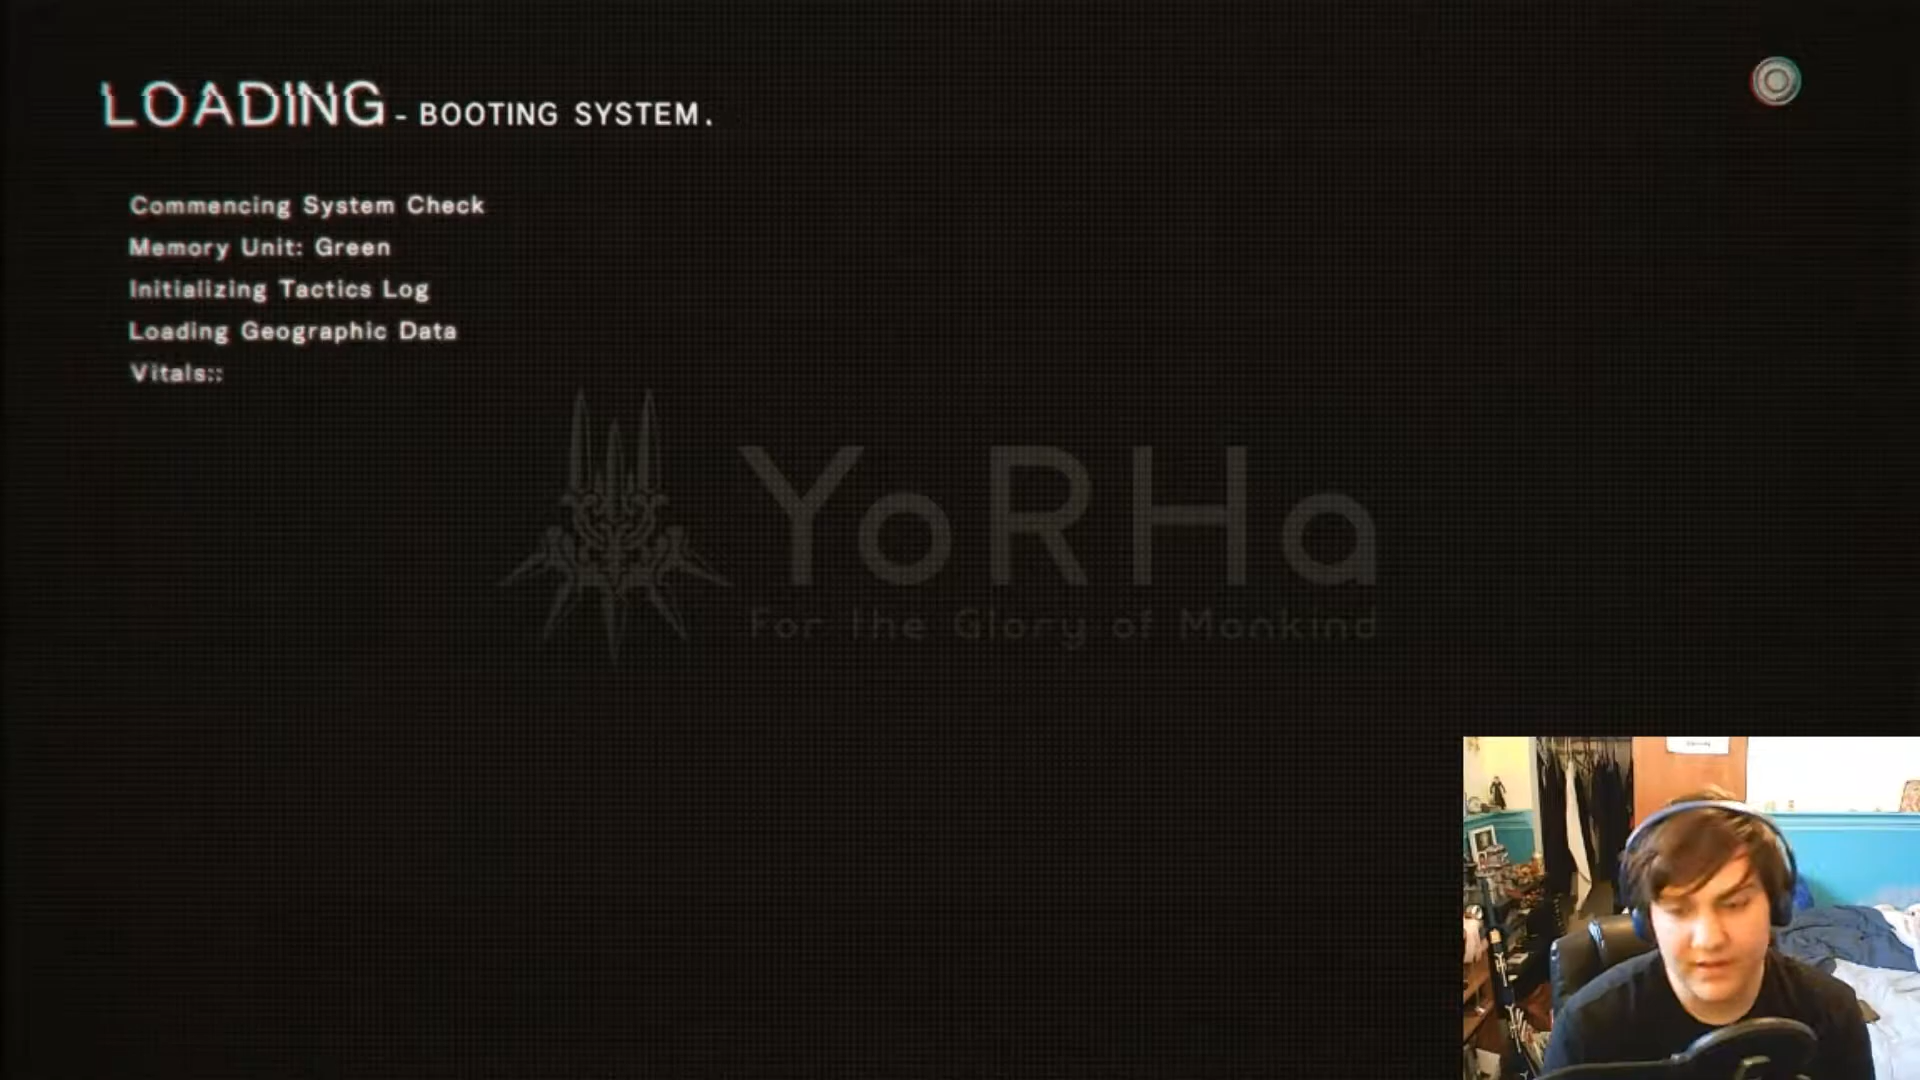 LOADING - BOOTING SYSTEM.
Commencing System Check
Memory Unit: Green
Initializing Tactics Log
Loading Geographic Data
Vitals::
YoRHa
For the Glory of Mankind